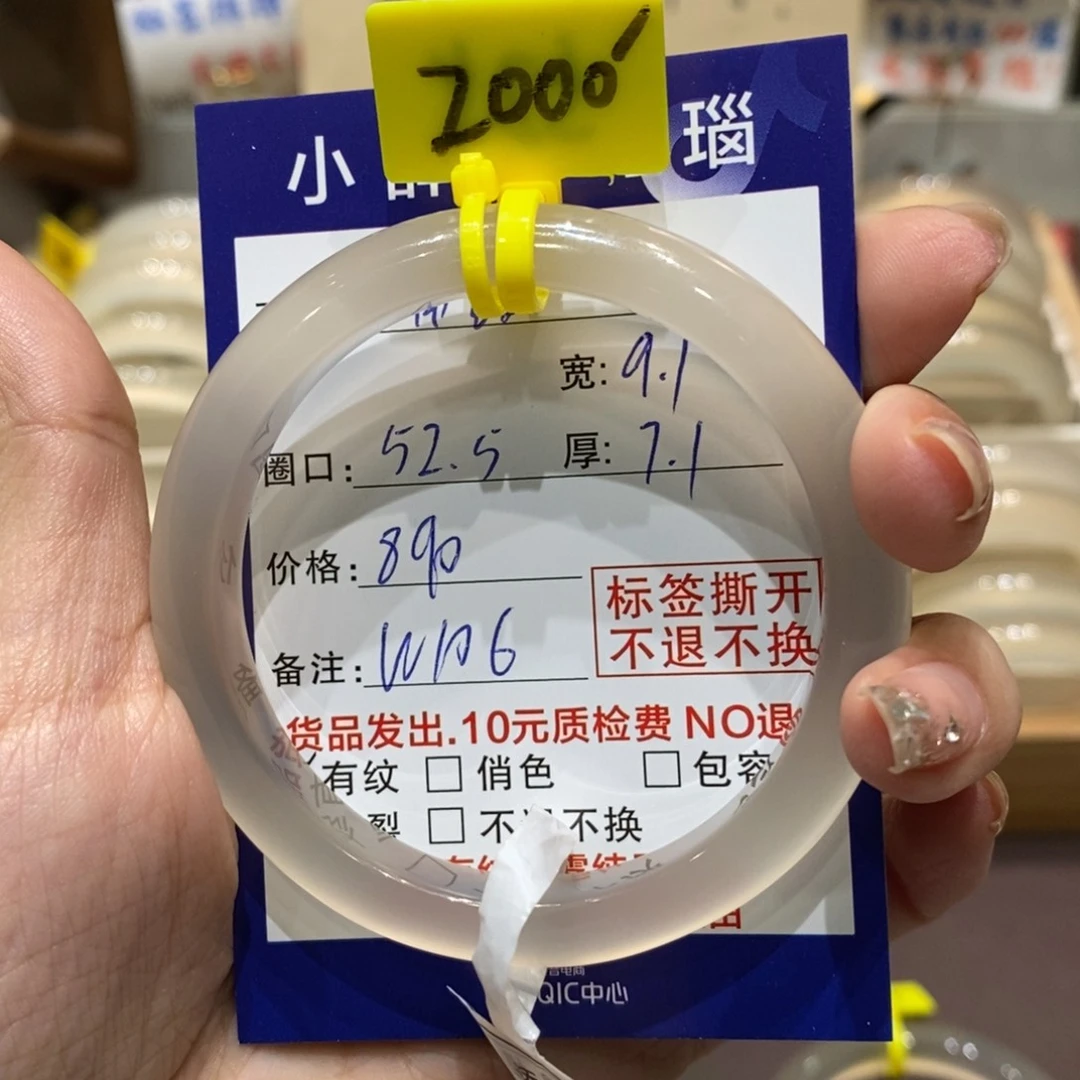 2000
小 瑙
宽: 9.1
圈口: 52.5 厚: 7.1
价格: 890
备注:
标签撕开
不退不换
货品发出.10元质检费 NO退
有纹 □ 俏色 □ 包容
裂 □ 不 不换
QIC中心